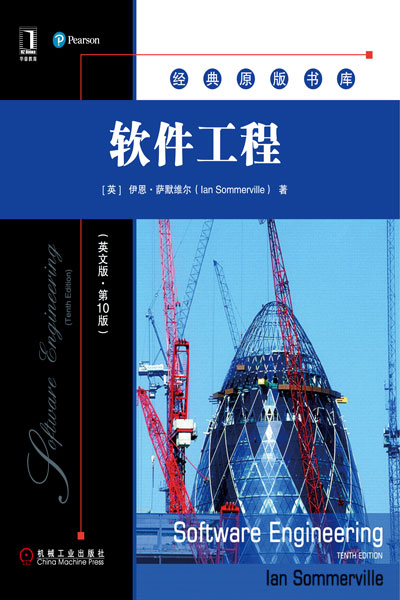 华章教育
Pearson
经典原版书库
软件工程
[英] 伊恩·萨默维尔(Ian Sommerville) 著
(英文版·第10版)
Software Engineering
(Tenth Edition)
Software Engineering
TENTH EDITION
Ian Sommerville
机械工业出版社
China Machine Press